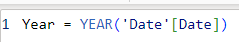 1 Year = YEAR('Date'[Date])